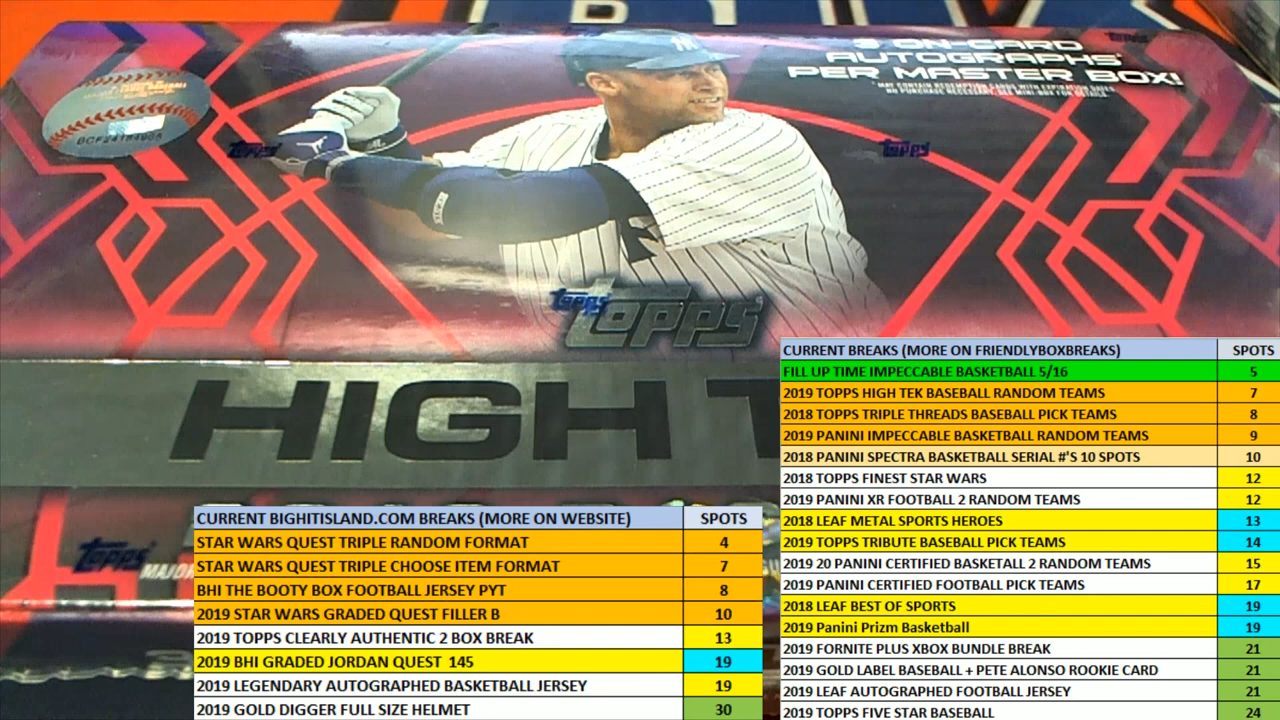 3 ON-CARD
AUTOGRAPHS
PER MASTER BOX!
TOPPS
TOPPS
TOPPS
TOPPS
topps
HIGH T
TOPPS
MAJOR
CURRENT BIGHITISLAND.COM BREAKS (MORE ON WEBSITE) SPOTS
STAR WARS QUEST TRIPLE RANDOM FORMAT 4
STAR WARS QUEST TRIPLE CHOOSE ITEM FORMAT 7
BHI THE BOOTY BOX FOOTBALL JERSEY PYT 8
2019 STAR WARS GRADED QUEST FILLER B 10
2019 TOPPS CLEARLY AUTHENTIC 2 BOX BREAK 13
2019 BHI GRADED JORDAN QUEST 145 19
2019 LEGENDARY AUTOGRAPHED BASKETBALL JERSEY 19
2019 GOLD DIGGER FULL SIZE HELMET 30
CURRENT BREAKS (MORE ON FRIENDLYBOXBREAKS) SPOTS
FILL UP TIME IMPECCABLE BASKETBALL 5/16 5
2019 TOPPS HIGH TEK BASEBALL RANDOM TEAMS 7
2018 TOPPS TRIPLE THREADS BASEBALL PICK TEAMS 8
2019 PANINI IMPECCABLE BASKETBALL RANDOM TEAMS 9
2018 PANINI SPECTRA BASKETBALL SERIAL #'S 10 SPOTS 10
2018 TOPPS FINEST STAR WARS 12
2019 PANINI XR FOOTBALL 2 RANDOM TEAMS 12
2018 LEAF METAL SPORTS HEROES 13
2019 TOPPS TRIBUTE BASEBALL PICK TEAMS 14
2019 20 PANINI CERTIFIED BASKETALL 2 RANDOM TEAMS 15
2019 PANINI CERTIFIED FOOTBALL PICK TEAMS 17
2018 LEAF BEST OF SPORTS 19
2019 Panini Prizm Basketball 19
2019 FORNITE PLUS XBOX BUNDLE BREAK 21
2019 GOLD LABEL BASEBALL + PETE ALONSO ROOKIE CARD 21
2019 LEAF AUTOGRAPHED FOOTBALL JERSEY 21
2019 TOPPS FIVE STAR BASEBALL 24